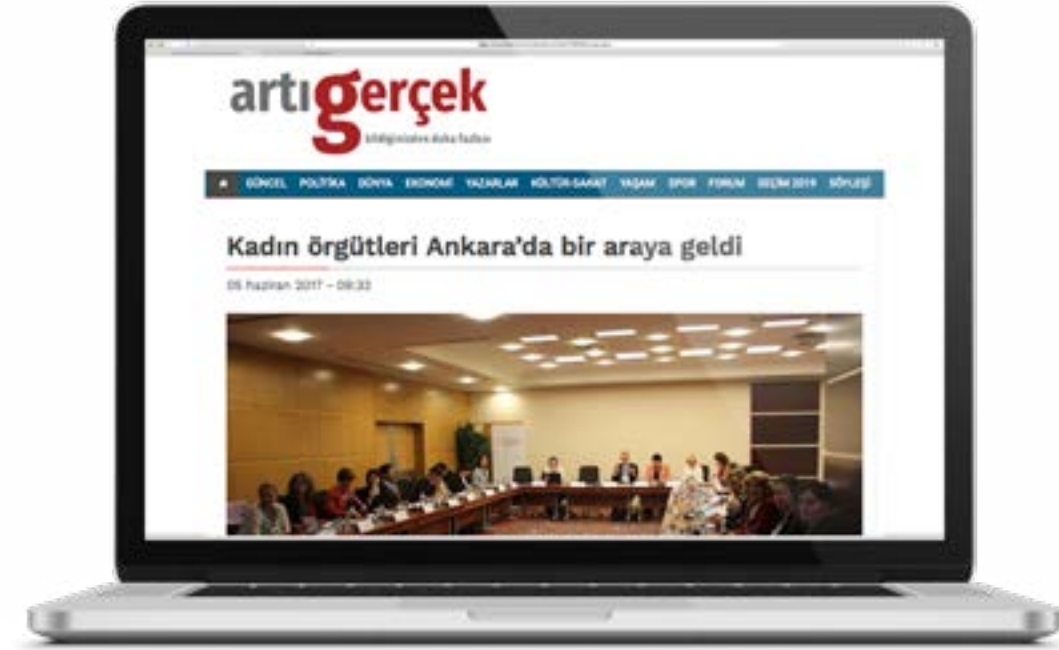 artıgerçek
bildiğinizden daha fazlası
GÜNCEL POLİTİKA DÜNYA EKONOMİ YAZARLAR KÜLTÜR-SANAT YAŞAM SPOR FORUM SEÇİM 2019 SÖYLEŞİ
Kadın örgütleri Ankara’da bir araya geldi
05 haziran 2017 – 09:32